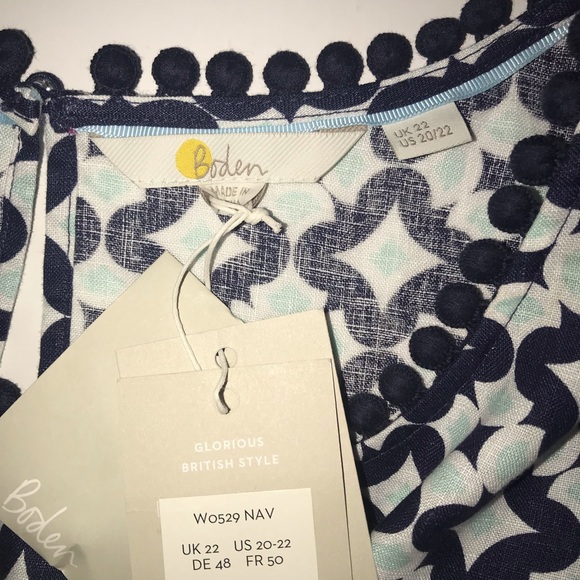 Boden
MADE IN
UK 22
US 20/22
GLORIOUS
BRITISH STYLE
W0529 NAV
UK 22 US 20-22
DE 48 FR 50
Boden